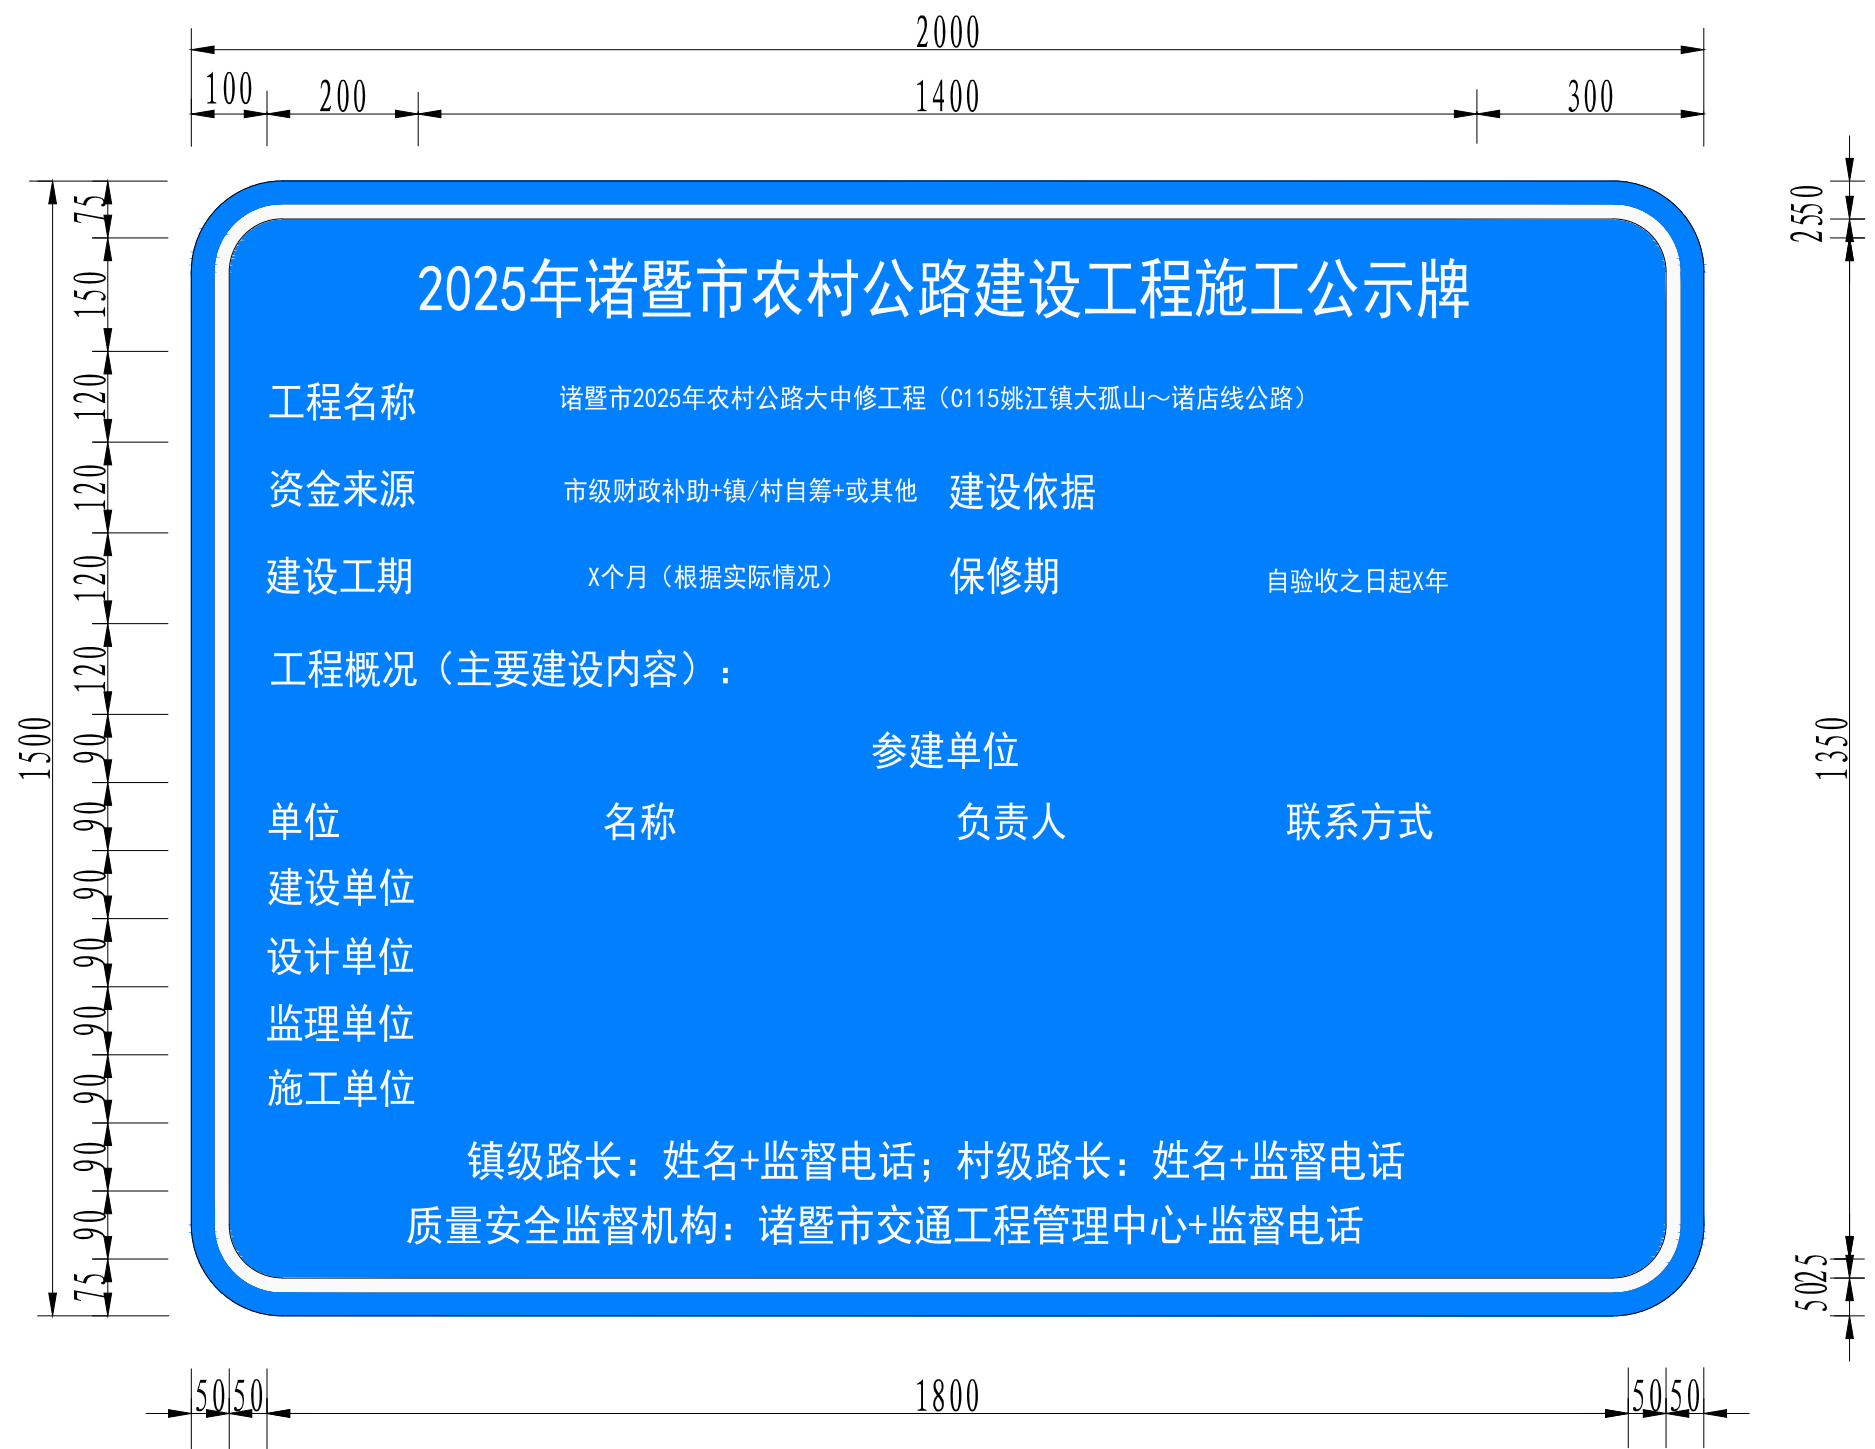 2000
100 200 1400 300
2025年诸暨市农村公路建设工程施工公示牌
工程名称 诸暨市2025年农村公路大中修工程（C115姚江镇大孤山～诸店线公路）
资金来源 市级财政补助+镇/村自筹+或其他 建设依据
建设工期 X个月（根据实际情况） 保修期 自验收之日起X年
工程概况（主要建设内容）：
参建单位
单位 名称 负责人 联系方式
建设单位
设计单位
监理单位
施工单位
镇级路长：姓名+监督电话；村级路长：姓名+监督电话
质量安全监督机构：诸暨市交通工程管理中心+监督电话
1500
75
150
120
120
120
120
90
90
90
90
90
90
90
90
75
50
25
1350
25
50
50 50 1800 50 50